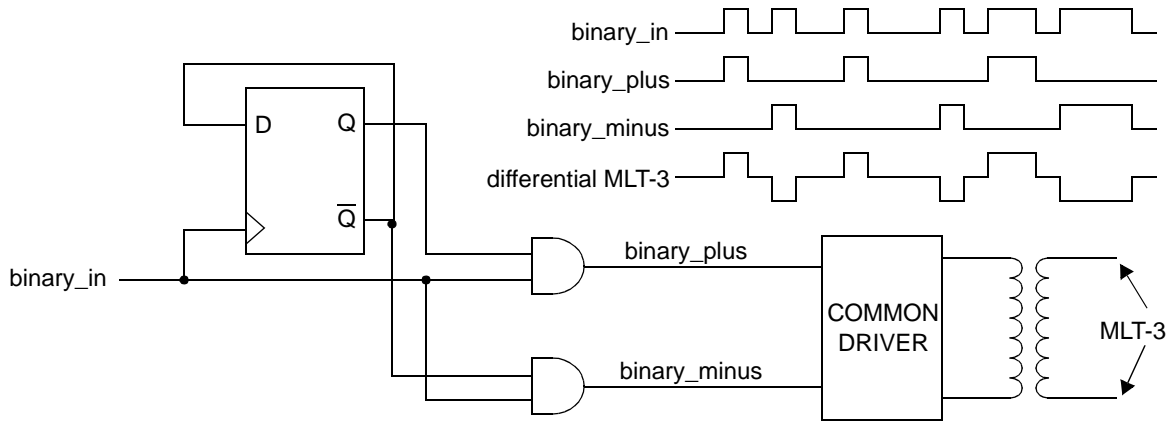 binary_in
binary_plus
binary_minus
differential MLT-3
D Q
Q̅
binary_in
binary_plus
binary_minus
COMMON
DRIVER
MLT-3